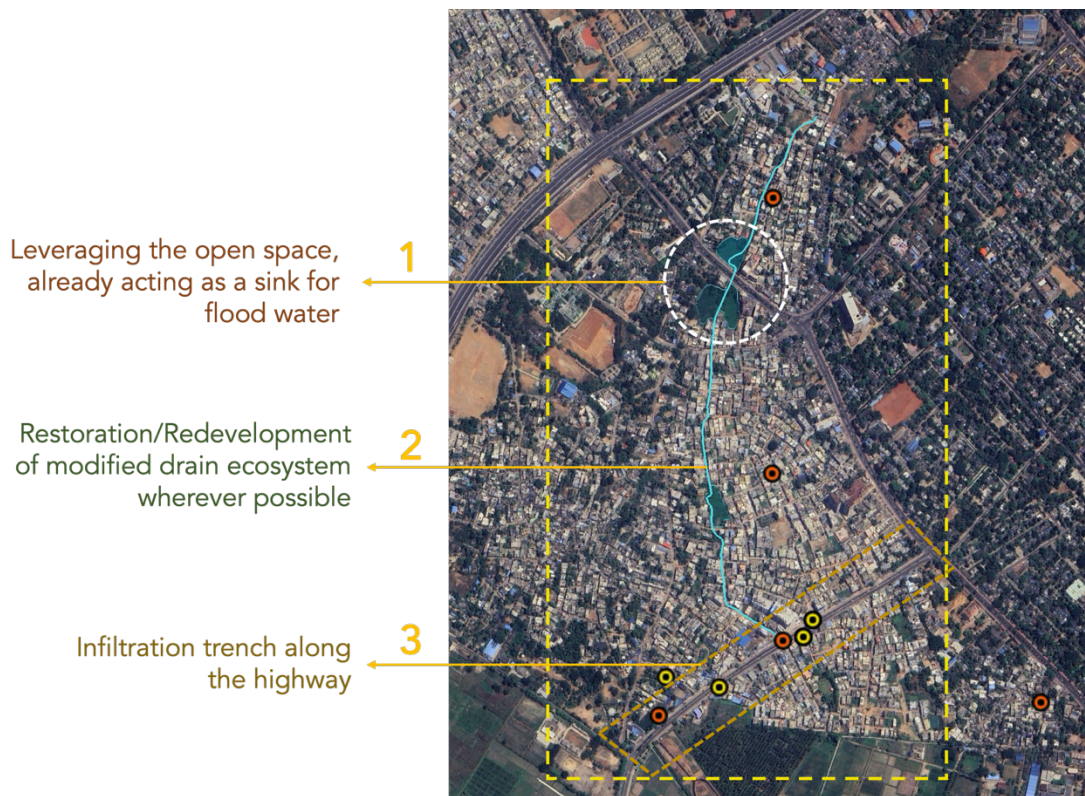 1
Leveraging the open space,
already acting as a sink for
flood water
2
Restoration/Redevelopment
of modified drain ecosystem
wherever possible
3
Infiltration trench along
the highway